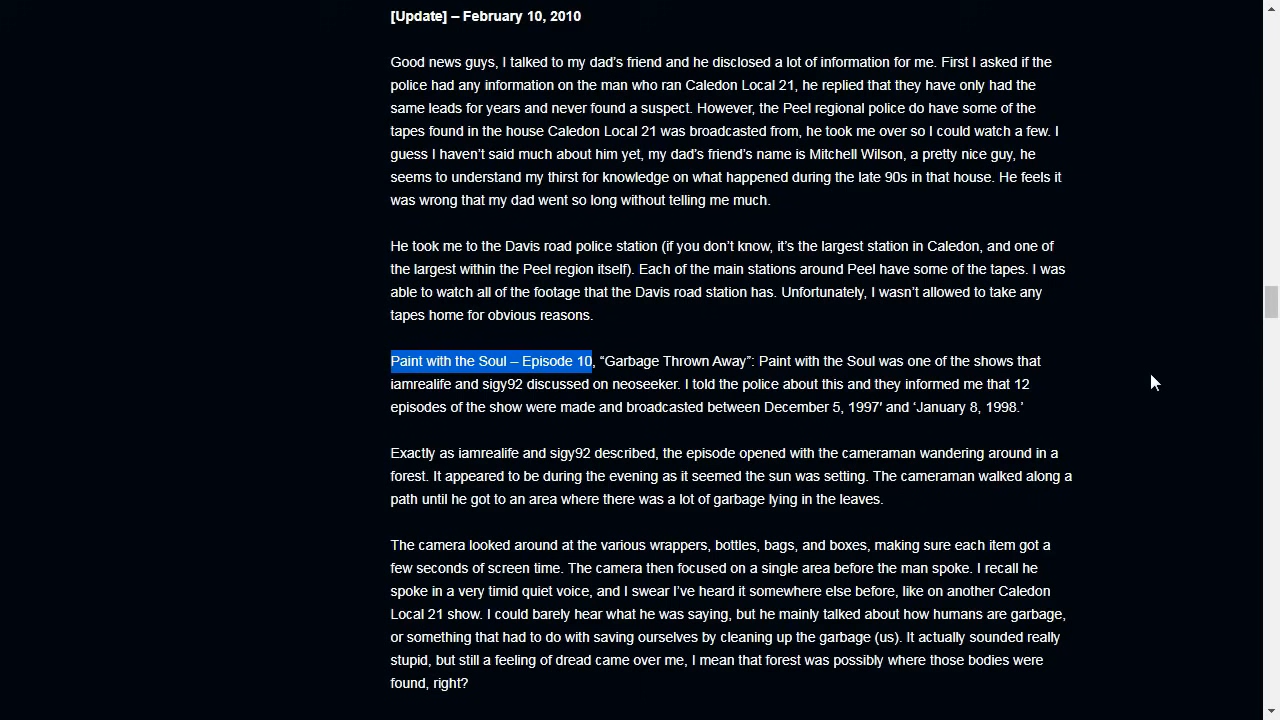 [Update] – February 10, 2010
Good news guys, I talked to my dad's friend and he disclosed a lot of information for me. First I asked if the
police had any information on the man who ran Caledon Local 21, he replied that they have only had the
same leads for years and never found a suspect. However, the Peel regional police do have some of the
tapes found in the house Caledon Local 21 was broadcasted from, he took me over so I could watch a few. I
guess I haven't said much about him yet, my dad's friend's name is Mitchell Wilson, a pretty nice guy, he
seems to understand my thirst for knowledge on what happened during the late 90s in that house. He feels it
was wrong that my dad went so long without telling me much.
He took me to the Davis road police station (if you don't know, it's the largest station in Caledon, and one of
the largest within the Peel region itself). Each of the main stations around Peel have some of the tapes. I was
able to watch all of the footage that the Davis road station has. Unfortunately, I wasn't allowed to take any
tapes home for obvious reasons.
Paint with the Soul – Episode 10, “Garbage Thrown Away”: Paint with the Soul was one of the shows that
iamrealife and sigy92 discussed on neoseeker. I told the police about this and they informed me that 12
episodes of the show were made and broadcasted between December 5, 1997′ and ‘January 8, 1998.’
Exactly as iamrealife and sigy92 described, the episode opened with the cameraman wandering around in a
forest. It appeared to be during the evening as it seemed the sun was setting. The cameraman walked along a
path until he got to an area where there was a lot of garbage lying in the leaves.
The camera looked around at the various wrappers, bottles, bags, and boxes, making sure each item got a
few seconds of screen time. The camera then focused on a single area before the man spoke. I recall he
spoke in a very timid quiet voice, and I swear I've heard it somewhere else before, like on another Caledon
Local 21 show. I could barely hear what he was saying, but he mainly talked about how humans are garbage,
or something that had to do with saving ourselves by cleaning up the garbage (us). It actually sounded really
stupid, but still a feeling of dread came over me, I mean that forest was possibly where those bodies were
found, right?